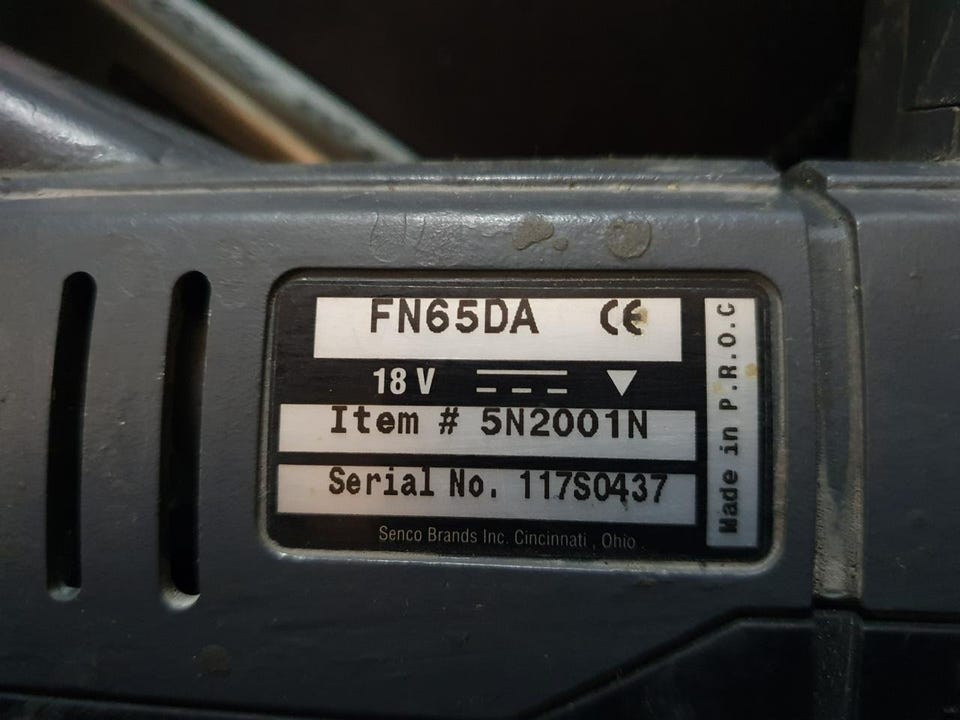 FN65DA CE
18 V
Item # 5N2001N
Serial No. 117S0437
Senco Brands Inc. Cincinnati , Ohio
Made in P.R.O.C